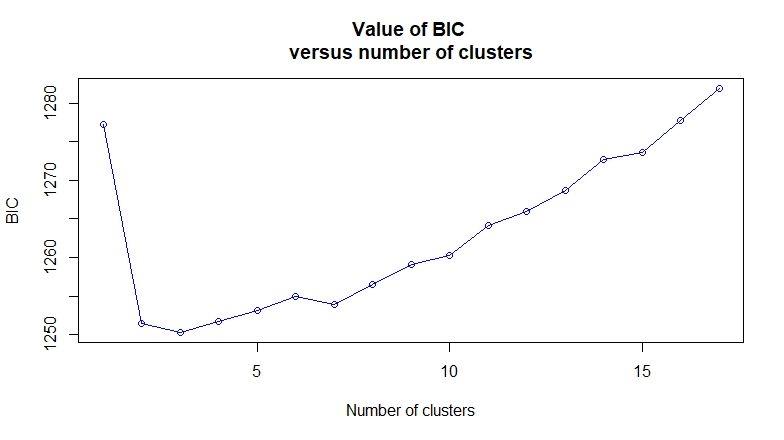 Value of BIC
versus number of clusters
1280
1270
1260
1250
BIC
5 10 15
Number of clusters